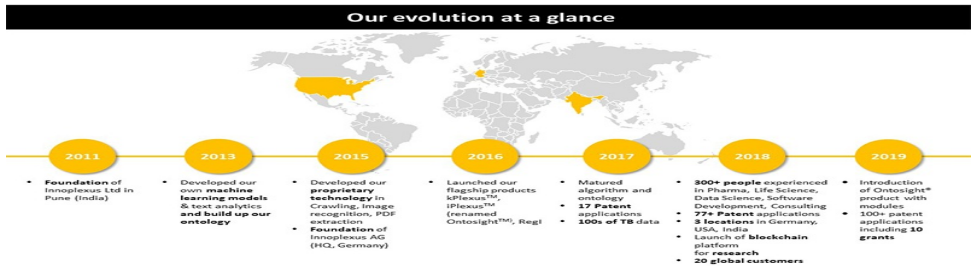 Our evolution at a glance
2011
2013
2015
2016
2017
2018
2019
• Foundation of
Innoplexus Ltd in
Pune (India)
• Developed our
own machine
learning models
& text analytics
and build up our
ontology
• Developed our
proprietary
technology in
Crawling, Image
recognition, PDF
extraction
• Foundation of
Innoplexus AG
(HQ, Germany)
• Launched our
flagship products
kPlexus™,
iPlexus™
(renamed
Ontosight™), RegI
• Matured
algorithm and
ontology
• 17 Patent
applications
• 100s of TB data
• 300+ people experienced
in Pharma, Life Science,
Data Science, Software
Development, Consulting
• 77+ Patent applications
• 3 locations in Germany,
USA, India
• Launch of blockchain
platform
for research
• 20 global customers
• Introduction
of Ontosight®
product with
modules
• 100+ patent
applications
including 10
grants